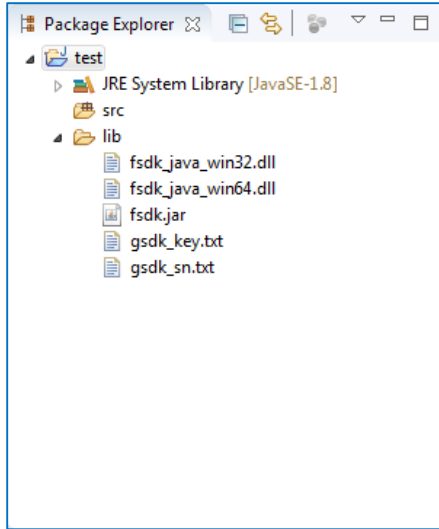 Package Explorer
test
JRE System Library [JavaSE-1.8]
src
lib
fsdk_java_win32.dll
fsdk_java_win64.dll
fsdk.jar
gsdk_key.txt
gsdk_sn.txt